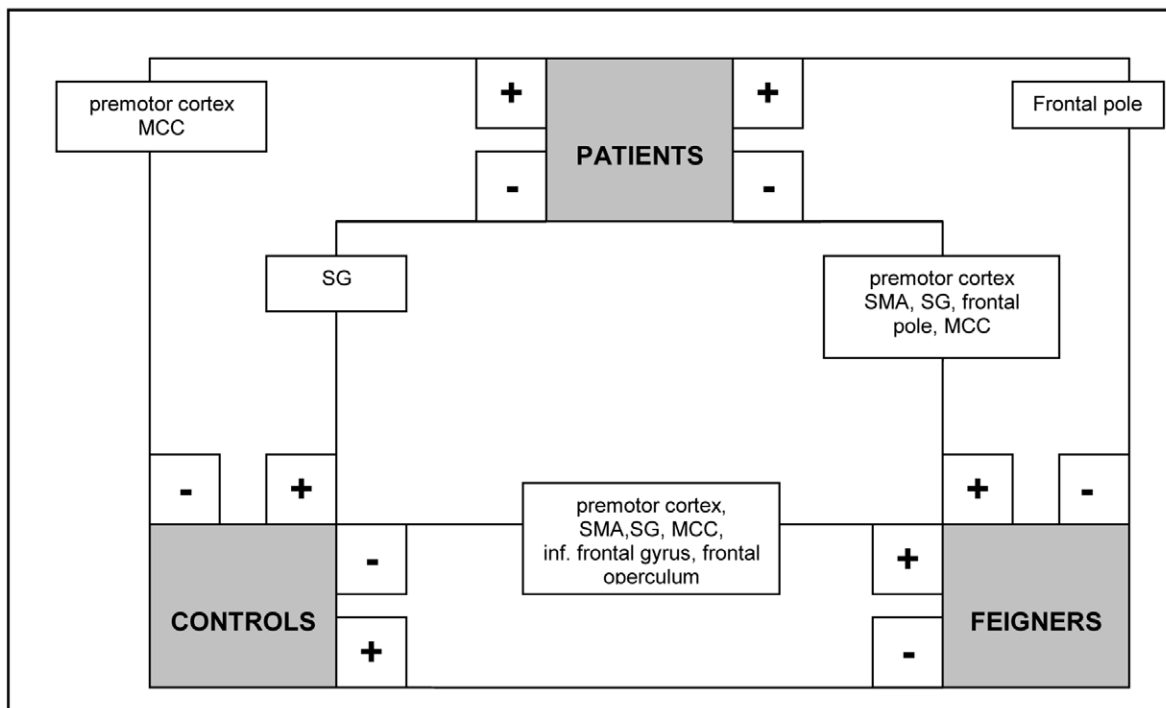 premotor cortex
MCC
+
+
Frontal pole
PATIENTS
-
-
SG
premotor cortex
SMA, SG, frontal
pole, MCC
-
+
+
-
premotor cortex,
SMA,SG, MCC,
inf. frontal gyrus, frontal
operculum
-
+
CONTROLS
FEIGNERS
+
-